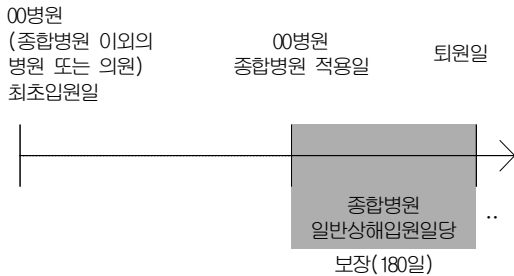 00병원
(종합병원 이외의
병원 또는 의원)
최초입원일
00병원
종합병원 적용일
퇴원일
종합병원
일반상해입원일당
..
보장(180일)